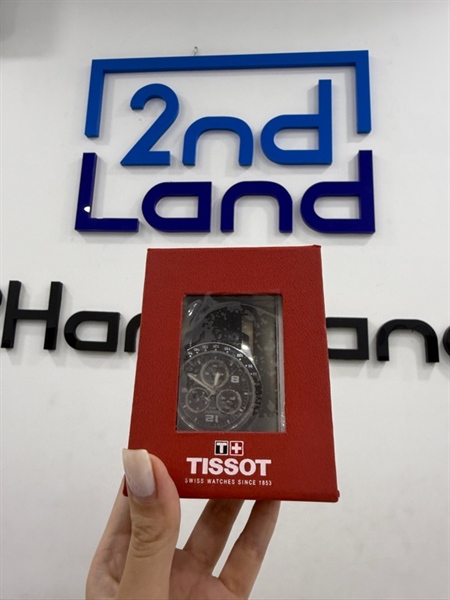 2nd
Land
TISSOT
SWISS WATCHES SINCE 1853